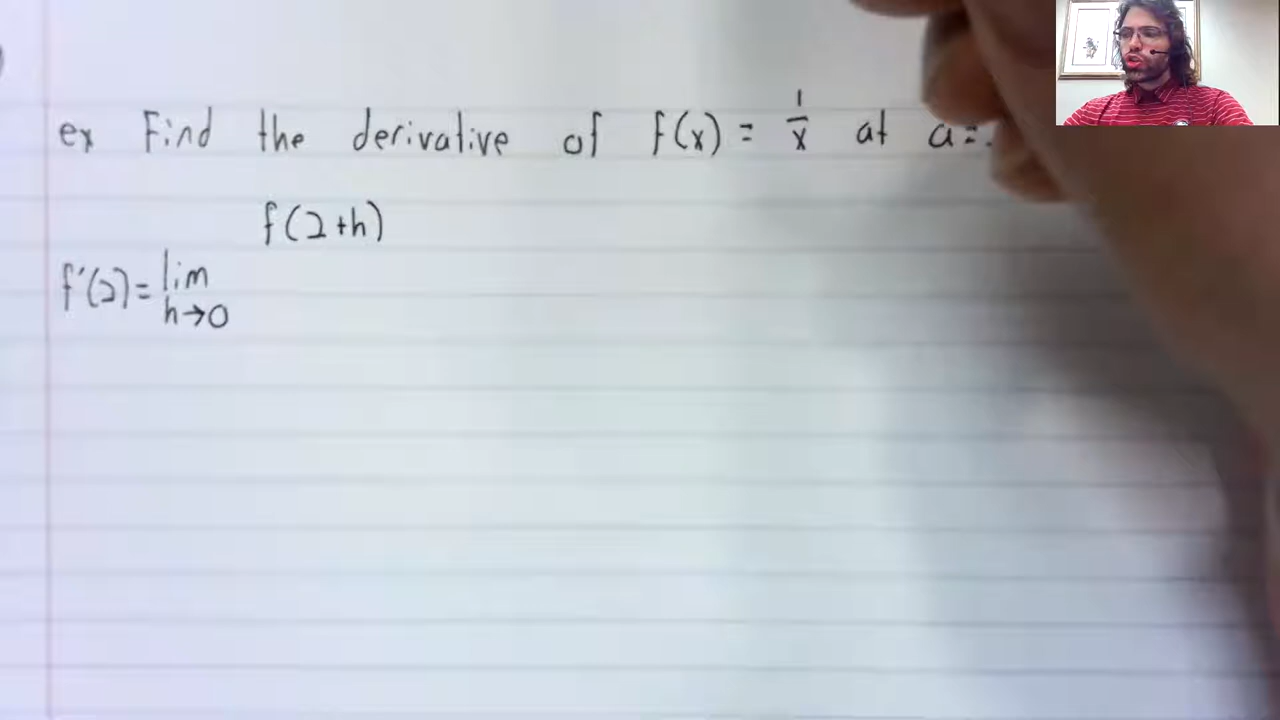 ex Find the derivative of f(x) = 1/x at a=
f(2+h)
f'(2) = lim
h→0